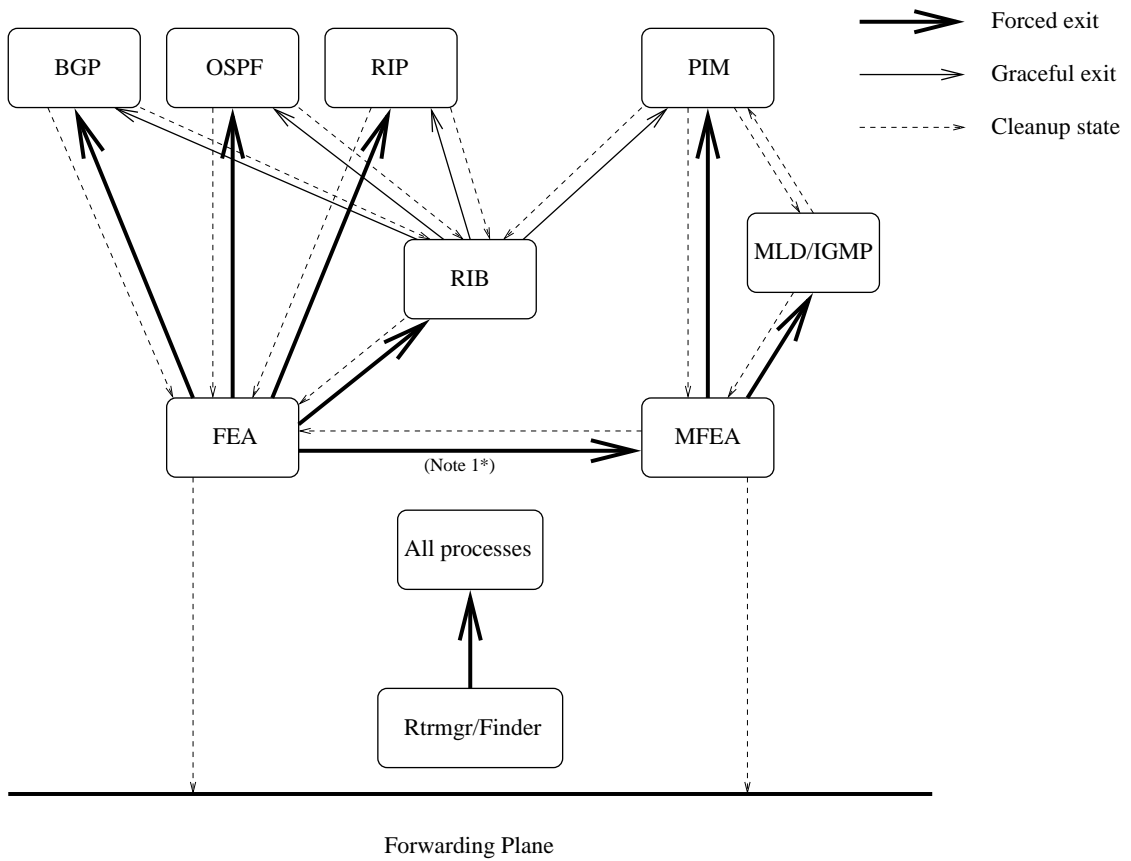 Forced exit
BGP
OSPF
RIP
PIM
Graceful exit
Cleanup state
MLD/IGMP
RIB
FEA
MFEA
(Note 1*)
All processes
Rtrmgr/Finder
Forwarding Plane